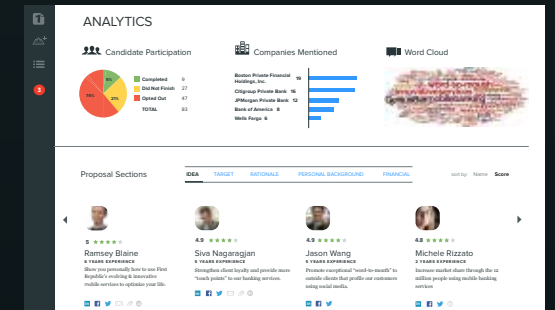 ANALYTICS
Candidate Participation
Companies Mentioned
Word Cloud
Completed 9
Did Not Finish 27
Opted Out 47
TOTAL 83
Boston Private Financial Holdings, Inc. 19
Citigroup Private Bank 16
JPMorgan Private Bank 12
Bank of America 8
Wells Fargo 6
3
Proposal Sections
IDEA TARGET RATIONALE PERSONAL BACKGROUND FINANCIAL
sort by Name Score
5
Ramsey Blaine
6 YEARS EXPERIENCE
Show you personally how to use First
Republic's evolving & innovative
mobile services to optimize your life.
4.9
Siva Nagaragjan
5 YEARS EXPERIENCE
Strengthen client loyalty and provide more
"touch points" to our banking services.
4.9
Jason Wang
9 YEARS EXPERIENCE
Promote exceptional "word-to-mouth" to
outside clients that profile our customers
using social media.
4.8
Michele Rizzato
2 YEARS EXPERIENCE
Increase market share through the 12
million people using mobile banking
services